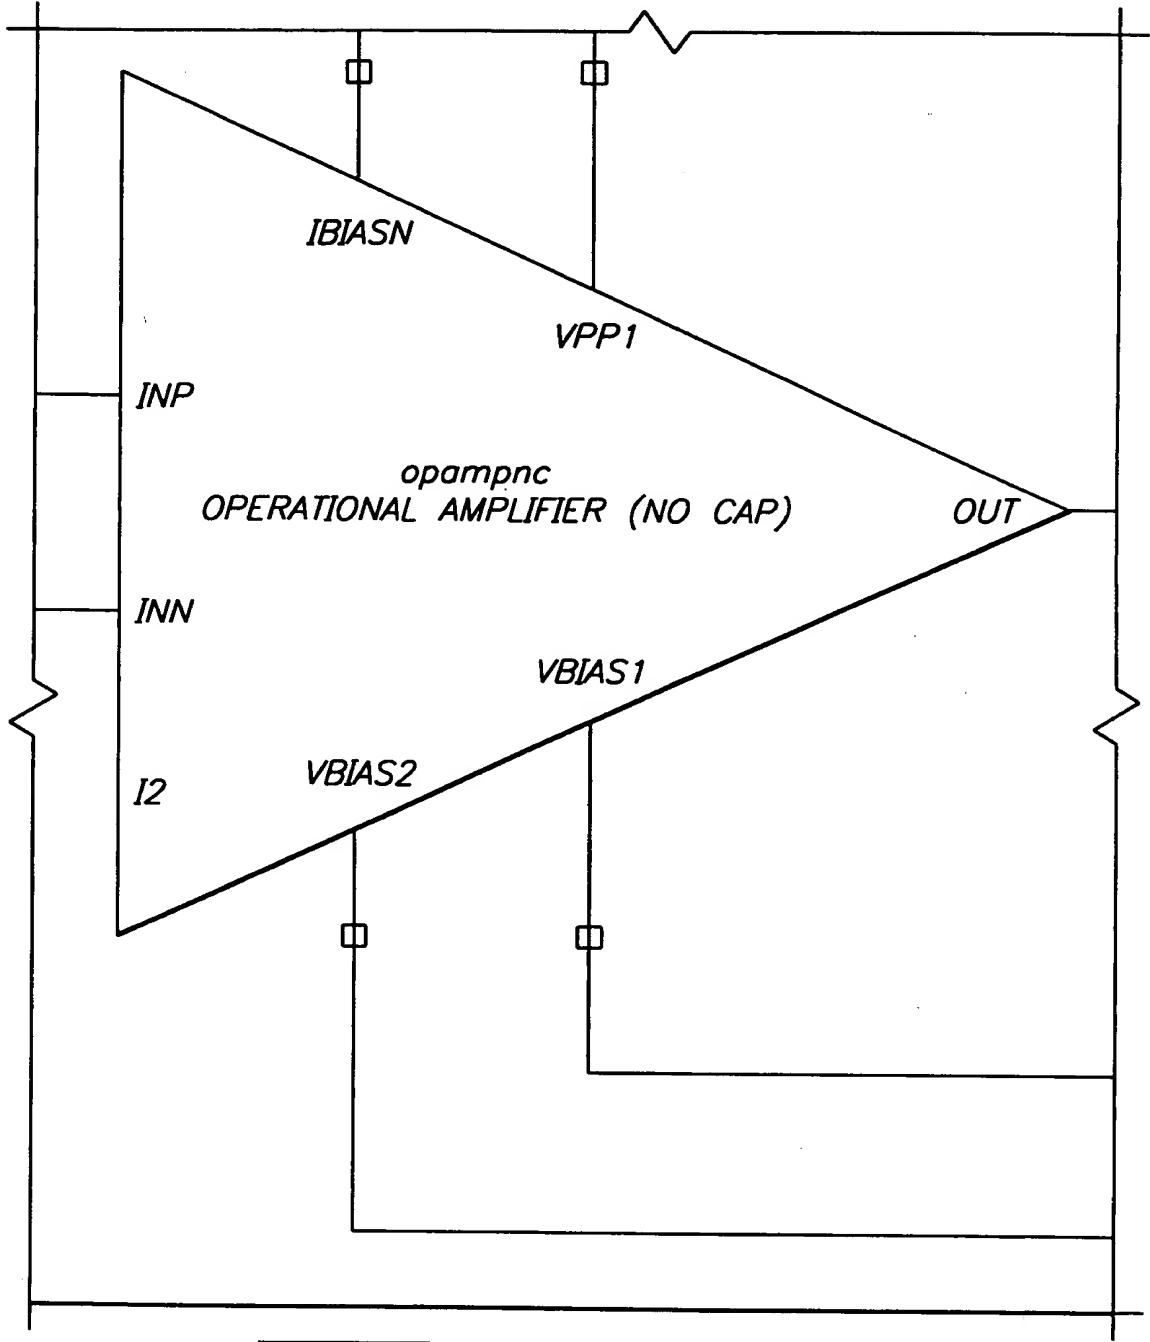 IBIASN
VPP1
INP
opampnc
OPERATIONAL AMPLIFIER (NO CAP)
OUT
INN
VBIAS1
VBIAS2
I2